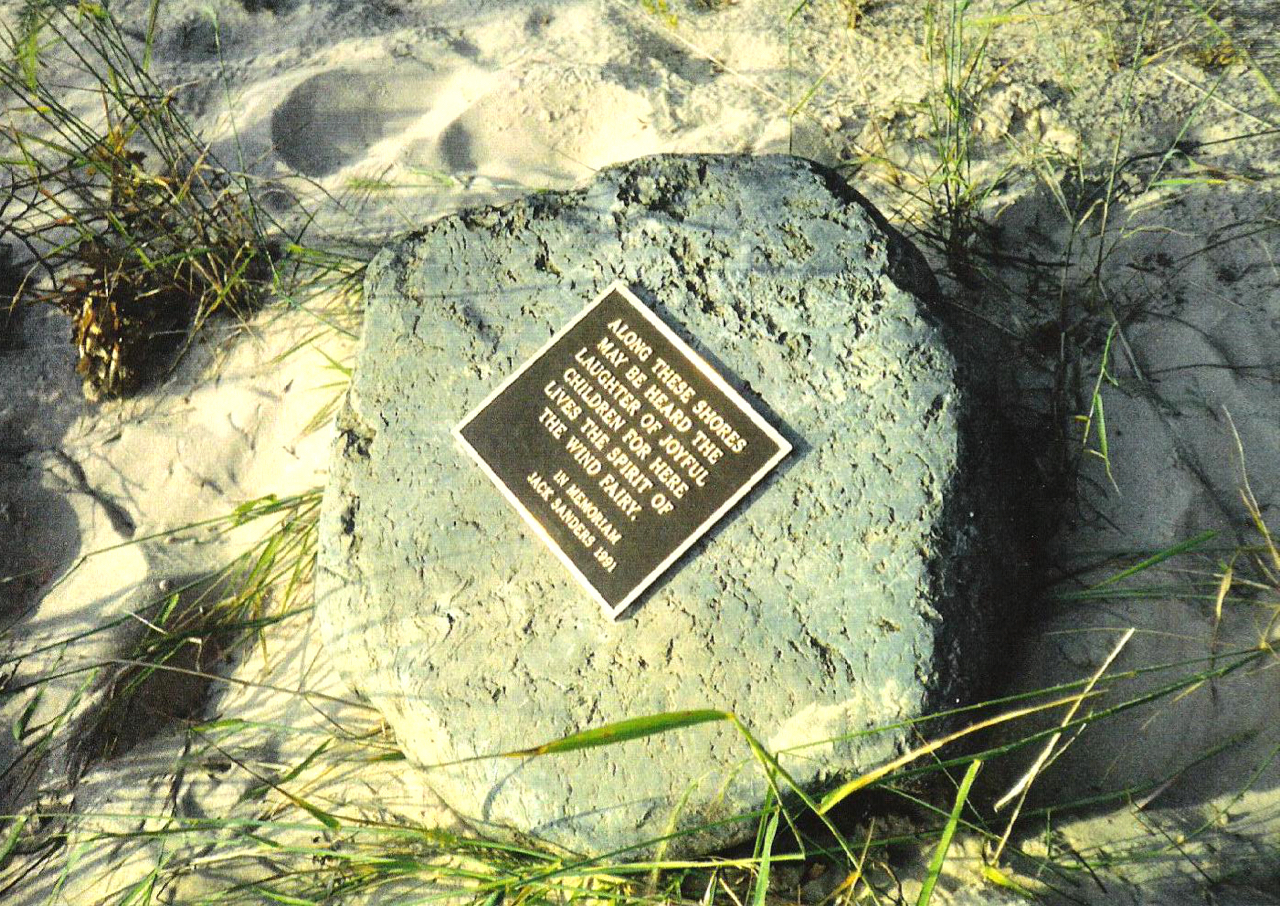 ALONG THESE SHORES
MAY BE HEARD THE
LAUGHTER OF JOYFUL
CHILDREN FOR HERE
LIVES THE SPIRIT OF
THE WIND FAIRY.
IN MEMORIAM
JACK SANDERS 1991